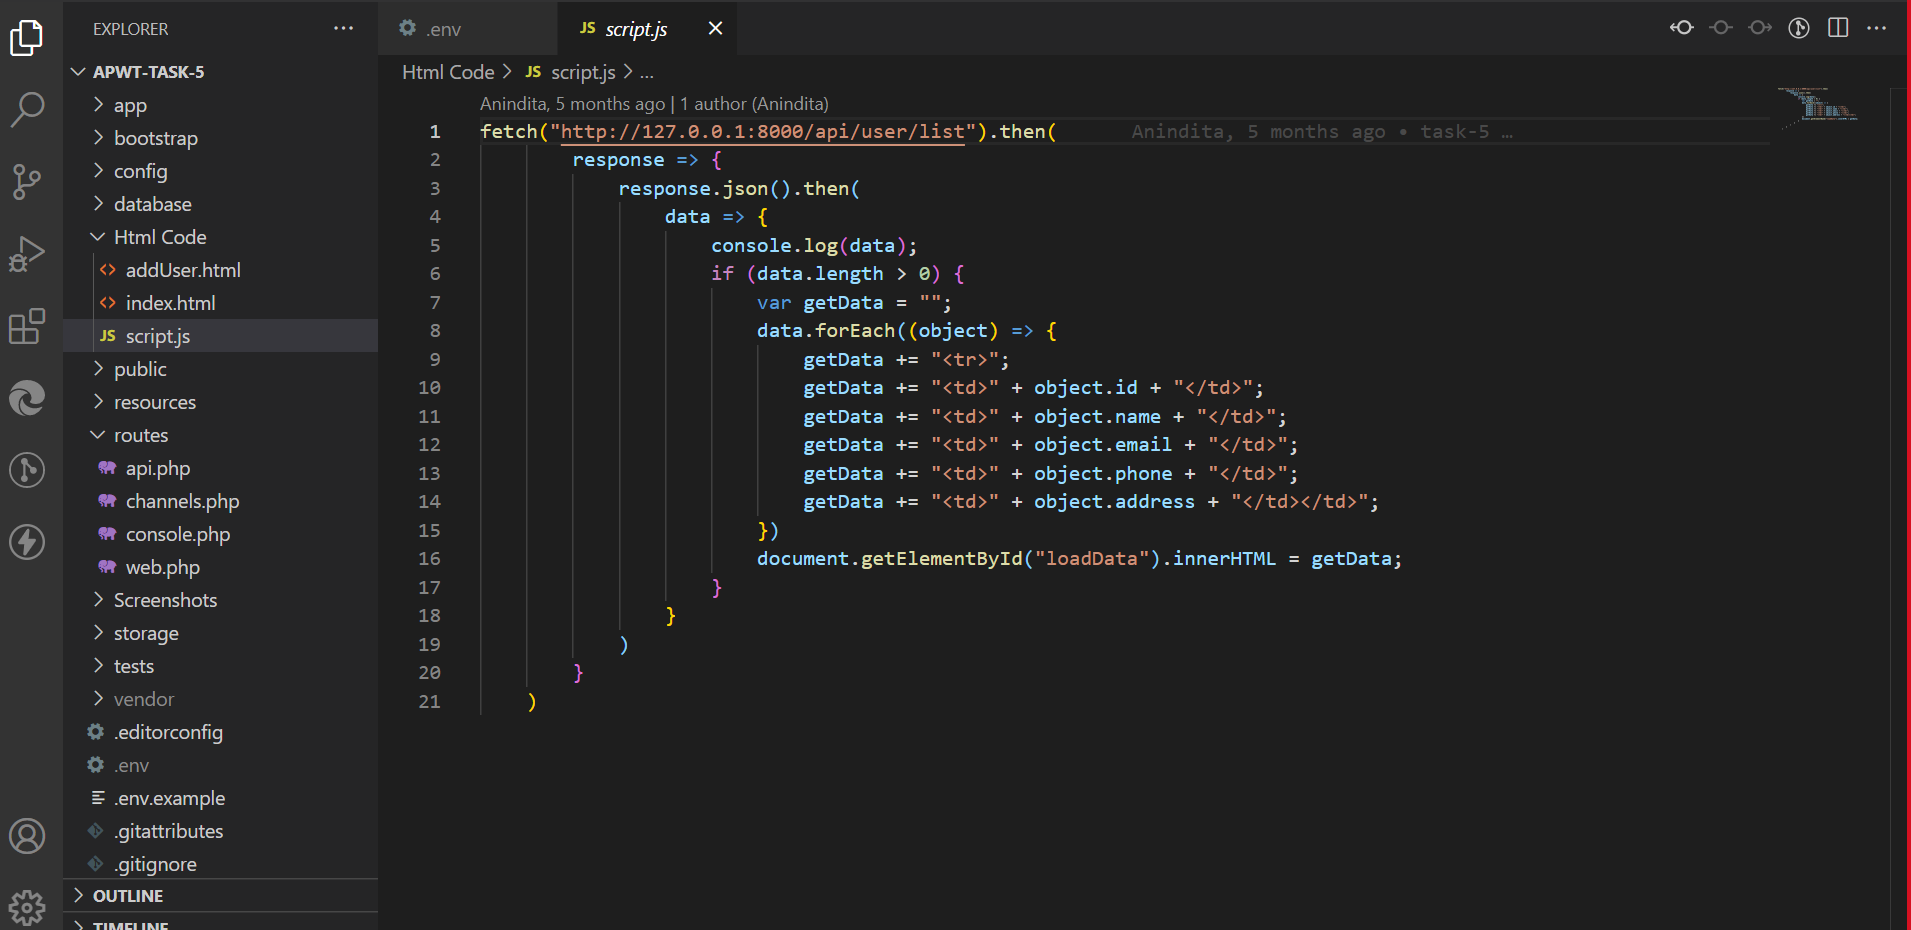 EXPLORER
APWT-TASK-5
app
bootstrap
config
database
Html Code
<> addUser.html
<> index.html
JS script.js
public
resources
routes
api.php
channels.php
console.php
web.php
Screenshots
storage
tests
vendor
.editorconfig
.env
.env.example
.gitattributes
.gitignore
OUTLINE
TIMELINE
.env JS script.js
Html Code > JS script.js > ...
Anindita, 5 months ago | 1 author (Anindita)
1 fetch("http://127.0.0.1:8000/api/user/list").then( Anindita, 5 months ago • task-5 …
2 response => {
3 response.json().then(
4 data => {
5 console.log(data);
6 if (data.length > 0) {
7 var getData = "";
8 data.forEach((object) => {
9 getData += "<tr>";
10 getData += "<td>" + object.id + "</td>";
11 getData += "<td>" + object.name + "</td>";
12 getData += "<td>" + object.email + "</td>";
13 getData += "<td>" + object.phone + "</td>";
14 getData += "<td>" + object.address + "</td></td>";
15 })
16 document.getElementById("loadData").innerHTML = getData;
17 }
18 }
19 )
20 }
21 )